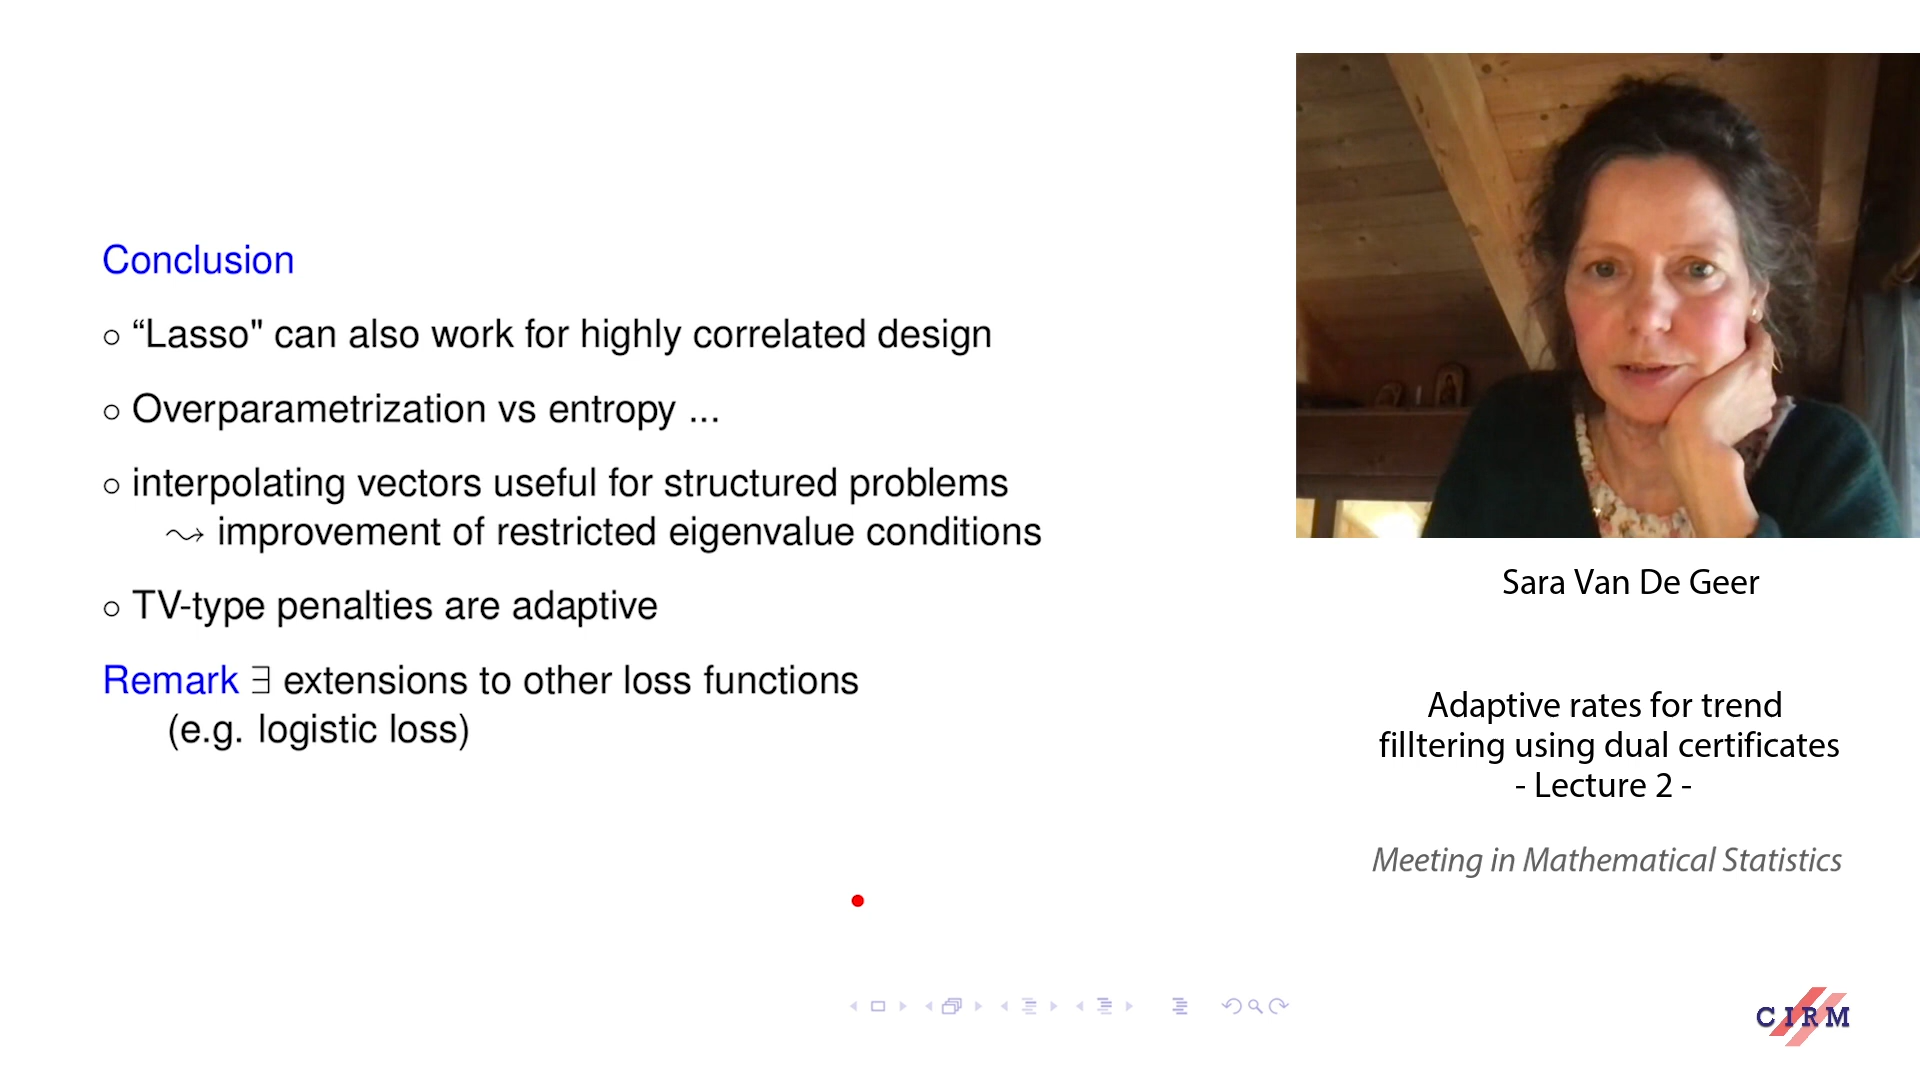 Conclusion
○ “Lasso" can also work for highly correlated design
○ Overparametrization vs entropy ...
○ interpolating vectors useful for structured problems
⤳ improvement of restricted eigenvalue conditions
○ TV-type penalties are adaptive
Remark ∃ extensions to other loss functions
(e.g. logistic loss)
Sara Van De Geer
Adaptive rates for trend
filltering using dual certificates
- Lecture 2 -
Meeting in Mathematical Statistics
CIRM